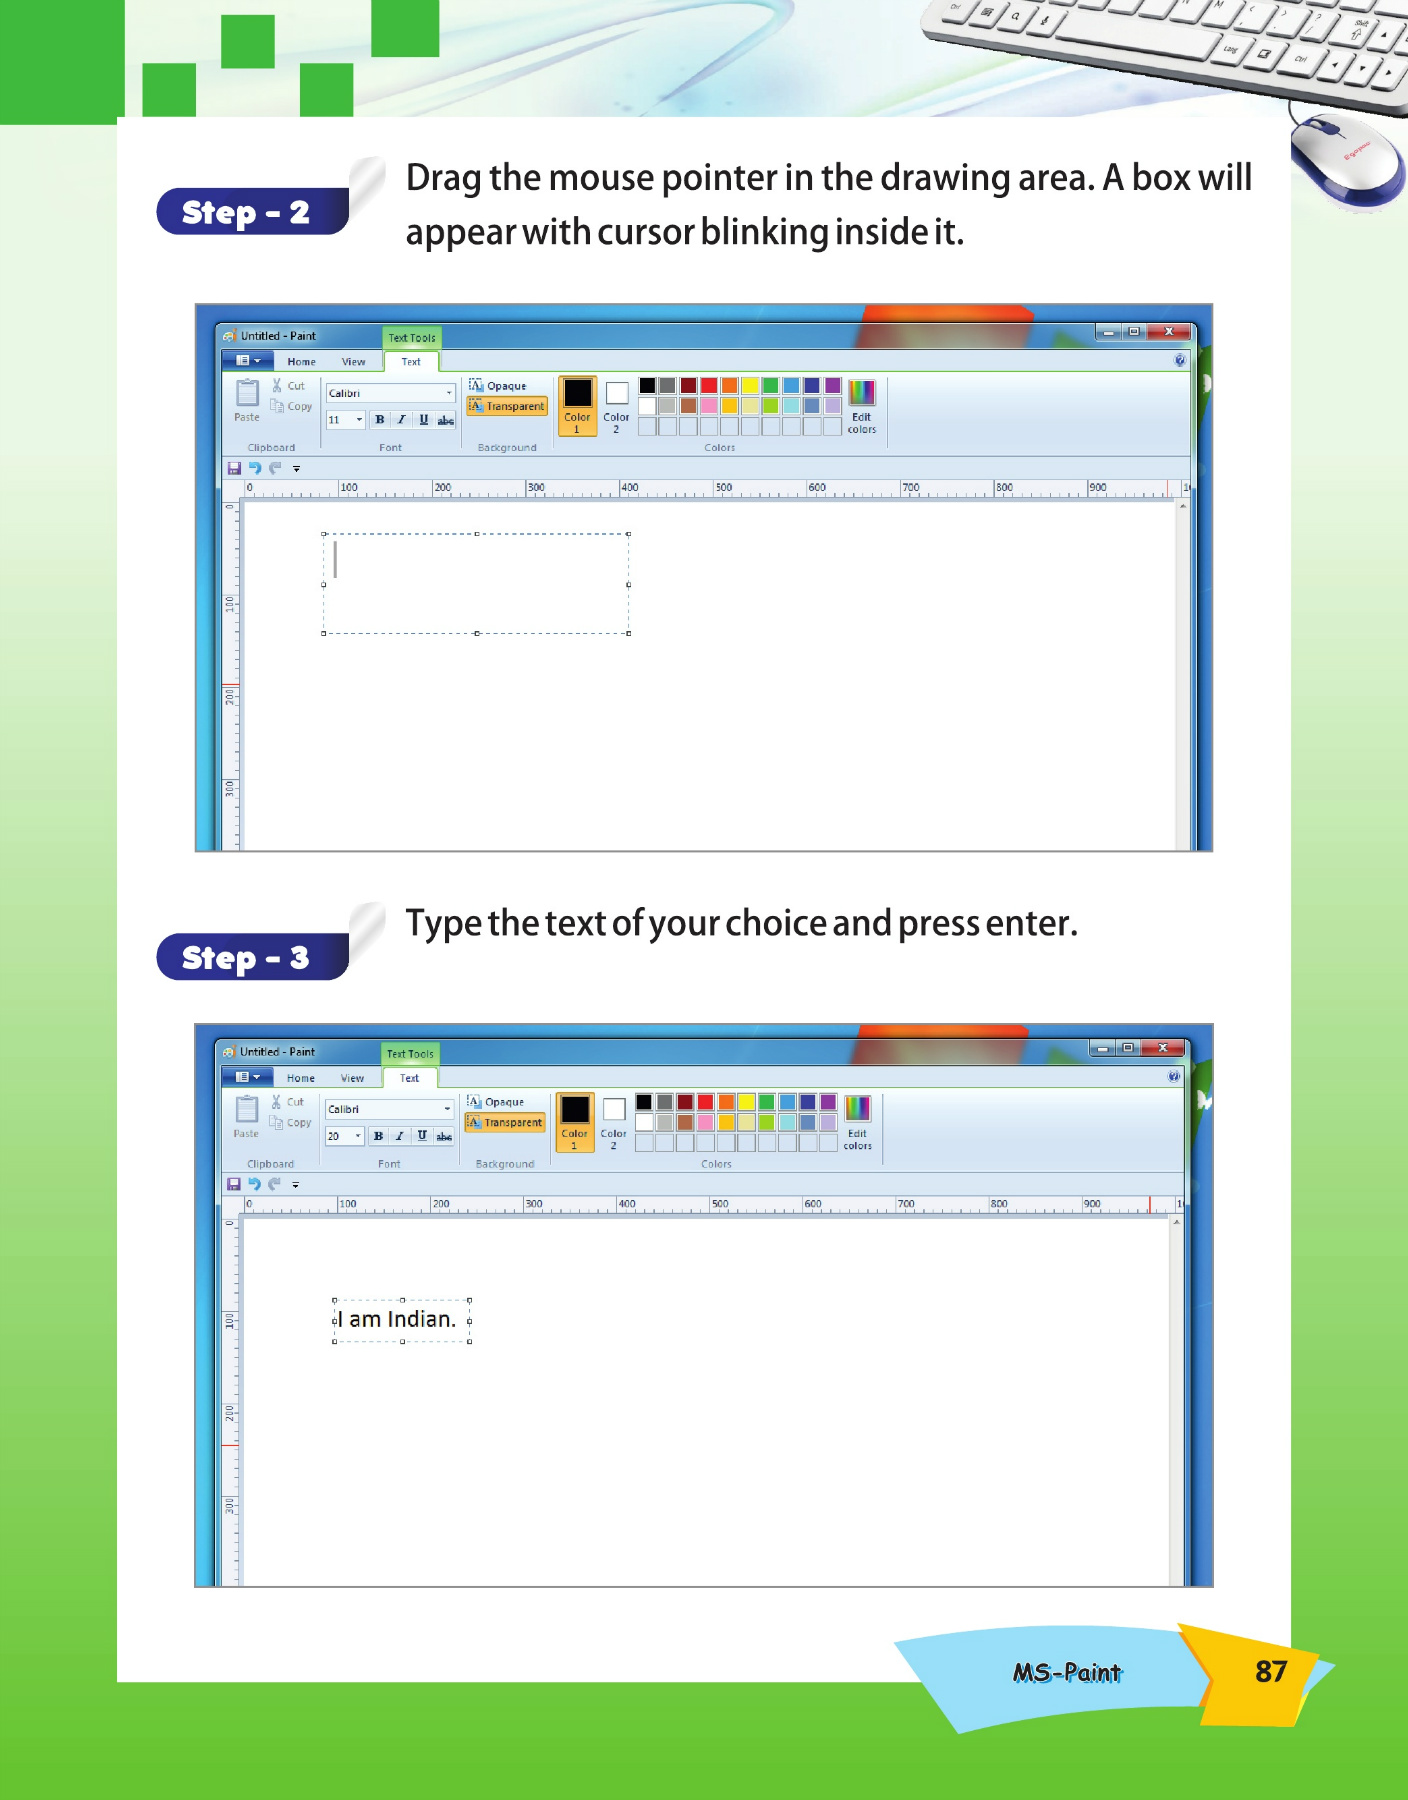 Step - 2
Drag the mouse pointer in the drawing area. A box will
appear with cursor blinking inside it.
Untitled - Paint
Text Tools
Home View Text
Paste
Cut
Copy
Clipboard
Calibri
11 B I U abc
Font
Opaque
Transparent
Background
Color 1
Color 2
Colors
Edit colors
0 100 200 300 400 500 600 700 800 900 1
0
100
200
300
Step - 3
Type the text of your choice and press enter.
Untitled - Paint
Text Tools
Home View Text
Paste
Cut
Copy
Clipboard
Calibri
20 B I U abc
Font
Opaque
Transparent
Background
Color 1
Color 2
Colors
Edit colors
0 100 200 300 400 500 600 700 800 900 1
0
100
200
300
I am Indian.
MS-Paint
87